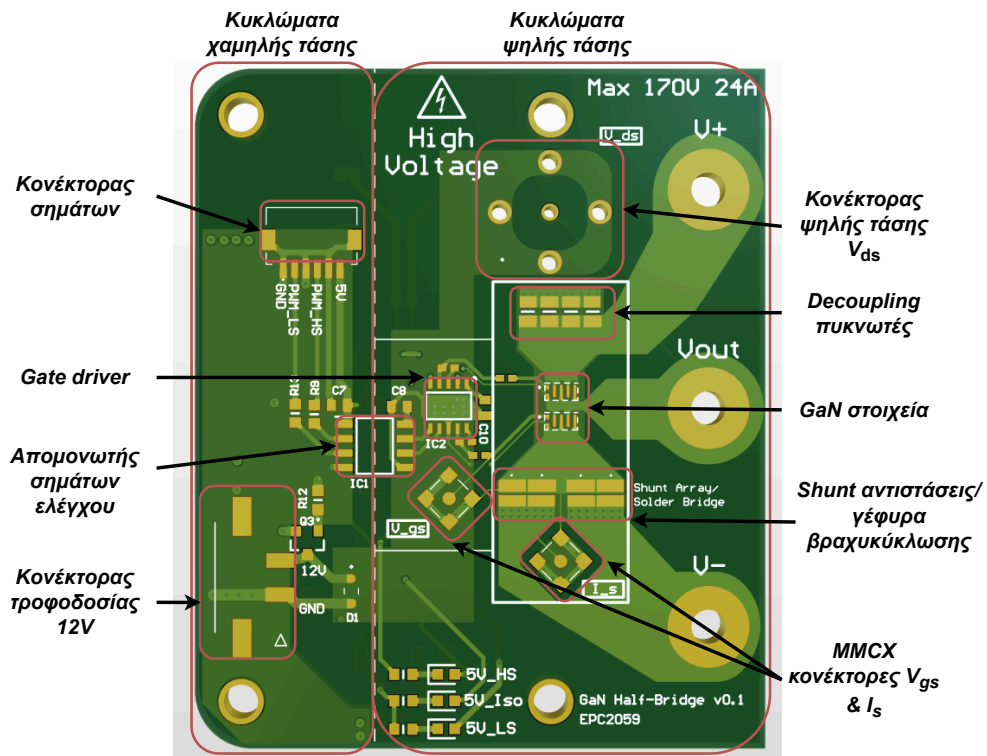 Κυκλώματα
χαμηλής τάσης
Κυκλώματα
ψηλής τάσης
Max 170V 24A
V_ds
V+
High
Voltage
Κονέκτορας
σημάτων
Κονέκτορας
ψηλής τάσης
Vds
GND
PWM_LS
PWM_HS
5V
Decoupling
πυκνωτές
Vout
Gate driver
R9
C7
C8
IC2
C10
GaN στοιχεία
Απομονωτής
σημάτων
ελέγχου
IC1
Shunt Array/
Solder Bridge
Shunt αντιστάσεις/
γέφυρα
βραχυκύκλωσης
R12
V_gs
12V
V-
I_s
Κονέκτορας
τροφοδοσίας
12V
GND
D1
MMCX
κονέκτορες Vgs
& Is
5V_HS
5V_Iso
5V_LS
GaN Half-Bridge v0.1
EPC2059